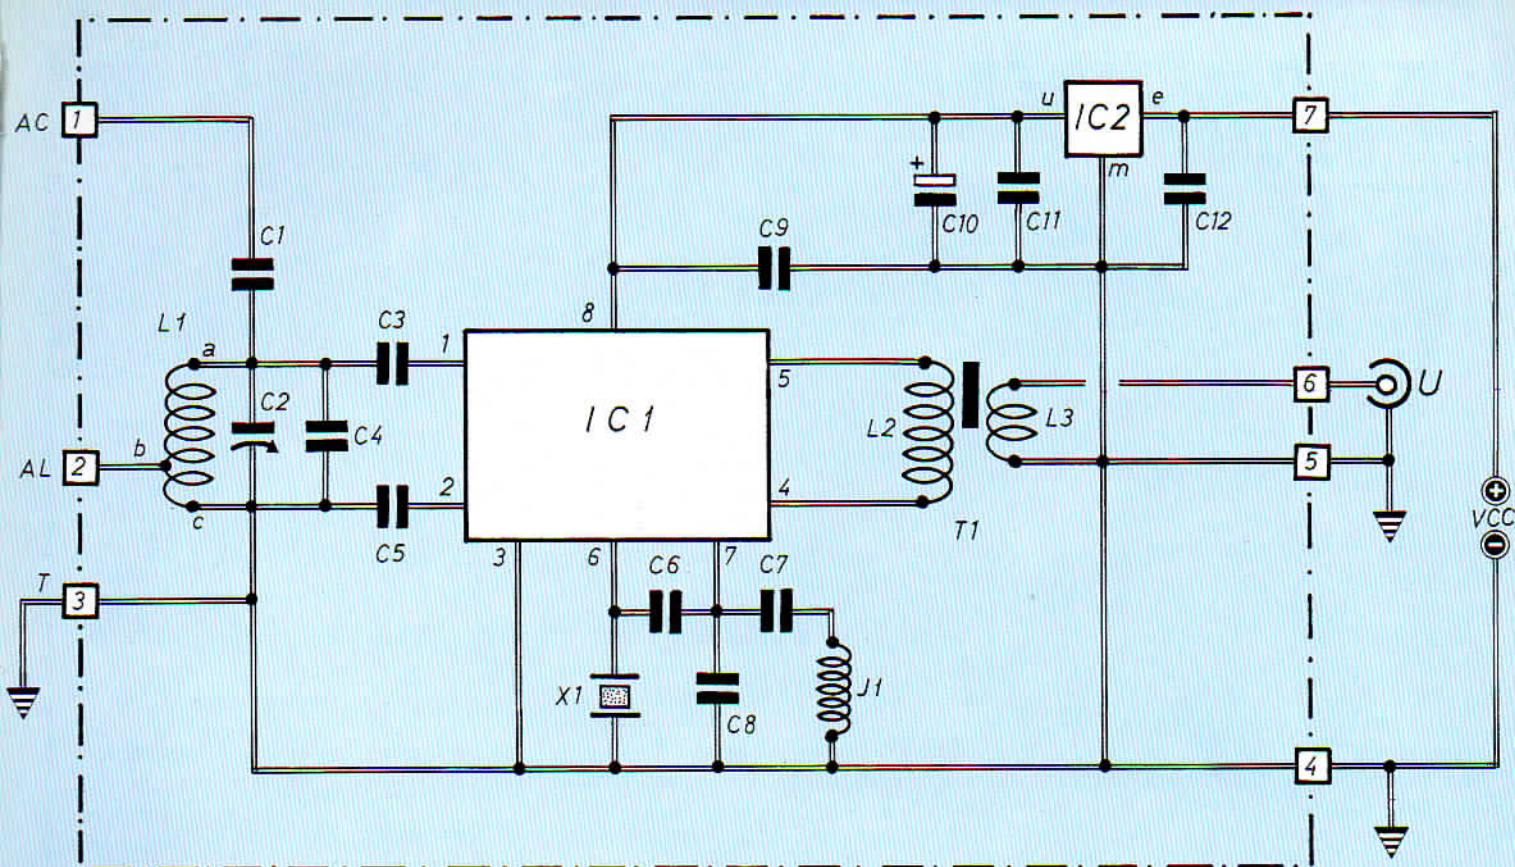 AC 1
u IC2 e 7
m
+
C10 C11 C12
C1 C9
L1 8
a C3 1 5 6 U
C2 IC1
b C4 L2 L3
AL 2
C5 2 4 5
c
T1
VCC
+
−
T 3
3 6 C6 7 C7
X1 C8 J1
4